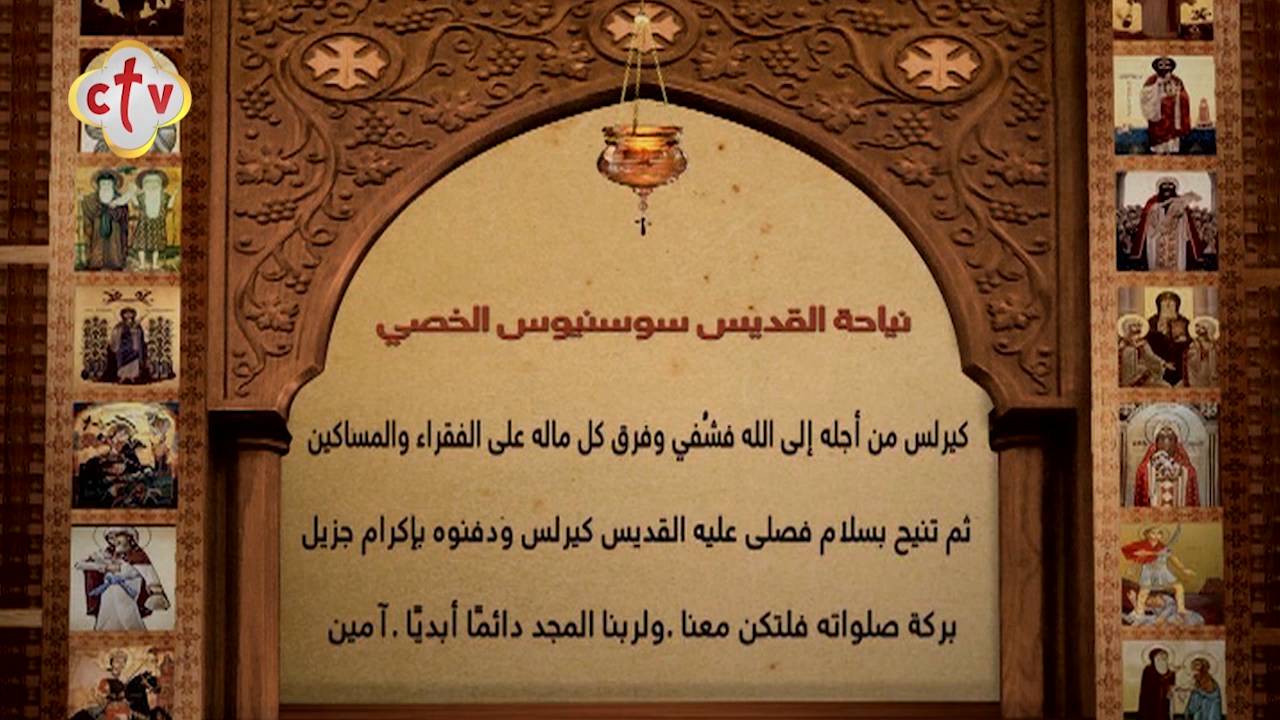 ctv
نياحة القديس سوسنيوس الخصي
كيرلس من أجله إلى الله فشُفي وفرق كل ماله على الفقراء والمساكين
ثم تنيح بسلام فصلى عليه القديس كيرلس ودفنوه بإكرام جزيل
بركة صلواته فلتكن معنا .ولربنا المجد دائمًا أبديًا .آمين